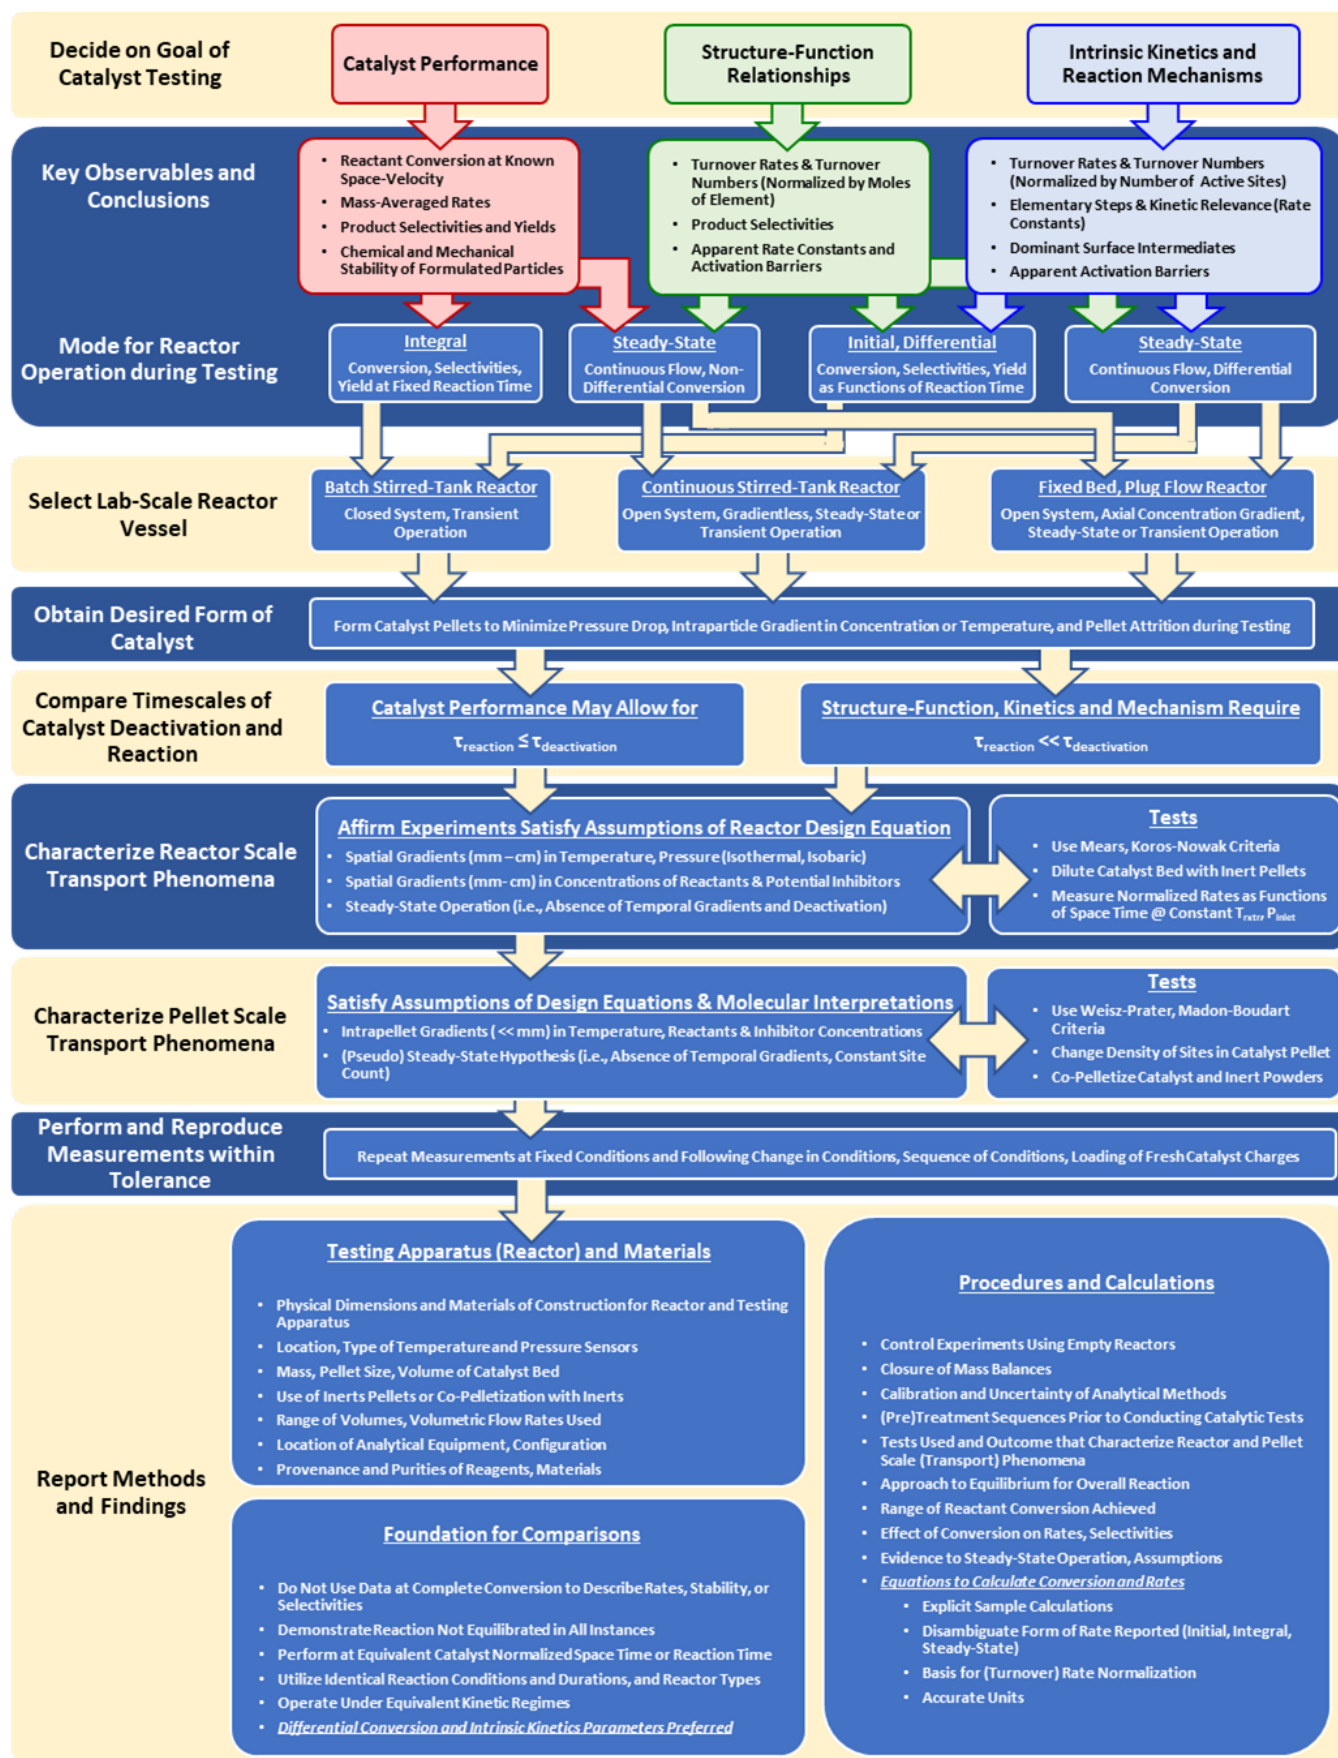 Decide on Goal of
Catalyst Testing
Catalyst Performance
Structure-Function
Relationships
Intrinsic Kinetics and
Reaction Mechanisms
Key Observables and
Conclusions
• Reactant Conversion at Known
Space-Velocity
• Mass-Averaged Rates
• Product Selectivities and Yields
• Chemical and Mechanical
Stability of Formulated Particles
• Turnover Rates & Turnover
Numbers (Normalized by Moles
of Element)
• Product Selectivities
• Apparent Rate Constants and
Activation Barriers
• Turnover Rates & Turnover Numbers
(Normalized by Number of Active Sites)
• Elementary Steps & Kinetic Relevance (Rate
Constants)
• Dominant Surface Intermediates
• Apparent Activation Barriers
Mode for Reactor
Operation during Testing
Integral
Conversion, Selectivities,
Yield at Fixed Reaction Time
Steady-State
Continuous Flow, Non-
Differential Conversion
Initial, Differential
Conversion, Selectivities, Yield
as Functions of Reaction Time
Steady-State
Continuous Flow, Differential
Conversion
Select Lab-Scale Reactor
Vessel
Batch Stirred-Tank Reactor
Closed System, Transient
Operation
Continuous Stirred-Tank Reactor
Open System, Gradientless, Steady-State or
Transient Operation
Fixed Bed, Plug Flow Reactor
Open System, Axial Concentration Gradient,
Steady-State or Transient Operation
Obtain Desired Form of
Catalyst
Form Catalyst Pellets to Minimize Pressure Drop, Intraparticle Gradient in Concentration or Temperature, and Pellet Attrition during Testing
Compare Timescales of
Catalyst Deactivation and
Reaction
Catalyst Performance May Allow for
τreaction ≤ τdeactivation
Structure-Function, Kinetics and Mechanism Require
τreaction << τdeactivation
Characterize Reactor Scale
Transport Phenomena
Affirm Experiments Satisfy Assumptions of Reactor Design Equation
• Spatial Gradients (mm – cm) in Temperature, Pressure (Isothermal, Isobaric)
• Spatial Gradients (mm- cm) in Concentrations of Reactants & Potential Inhibitors
• Steady-State Operation (i.e., Absence of Temporal Gradients and Deactivation)
Tests
• Use Mears, Koros-Nowak Criteria
• Dilute Catalyst Bed with Inert Pellets
• Measure Normalized Rates as Functions
of Space Time @ Constant Trxtr, Pinlet
Characterize Pellet Scale
Transport Phenomena
Satisfy Assumptions of Design Equations & Molecular Interpretations
• Intrapellet Gradients ( << mm) in Temperature, Reactants & Inhibitor Concentrations
• (Pseudo) Steady-State Hypothesis (i.e., Absence of Temporal Gradients, Constant Site
Count)
Tests
• Use Weisz-Prater, Madon-Boudart
Criteria
• Change Density of Sites in Catalyst Pellet
• Co-Pelletize Catalyst and Inert Powders
Perform and Reproduce
Measurements within
Tolerance
Repeat Measurements at Fixed Conditions and Following Change in Conditions, Sequence of Conditions, Loading of Fresh Catalyst Charges
Report Methods
and Findings
Testing Apparatus (Reactor) and Materials
• Physical Dimensions and Materials of Construction for Reactor and Testing
Apparatus
• Location, Type of Temperature and Pressure Sensors
• Mass, Pellet Size, Volume of Catalyst Bed
• Use of Inerts Pellets or Co-Pelletization with Inerts
• Range of Volumes, Volumetric Flow Rates Used
• Location of Analytical Equipment, Configuration
• Provenance and Purities of Reagents, Materials
Foundation for Comparisons
• Do Not Use Data at Complete Conversion to Describe Rates, Stability, or
Selectivities
• Demonstrate Reaction Not Equilibrated in All Instances
• Perform at Equivalent Catalyst Normalized Space Time or Reaction Time
• Utilize Identical Reaction Conditions and Durations, and Reactor Types
• Operate Under Equivalent Kinetic Regimes
• Differential Conversion and Intrinsic Kinetics Parameters Preferred
Procedures and Calculations
• Control Experiments Using Empty Reactors
• Closure of Mass Balances
• Calibration and Uncertainty of Analytical Methods
• (Pre)Treatment Sequences Prior to Conducting Catalytic Tests
• Tests Used and Outcome that Characterize Reactor and Pellet
Scale (Transport) Phenomena
• Approach to Equilibrium for Overall Reaction
• Range of Reactant Conversion Achieved
• Effect of Conversion on Rates, Selectivities
• Evidence to Steady-State Operation, Assumptions
• Equations to Calculate Conversion and Rates
• Explicit Sample Calculations
• Disambiguate Form of Rate Reported (Initial, Integral,
Steady-State)
• Basis for (Turnover) Rate Normalization
• Accurate Units